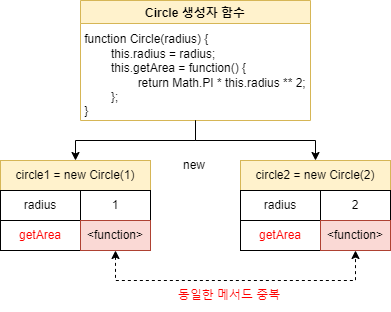 Circle 생성자 함수
function Circle(radius) {
this.radius = radius;
this.getArea = function() {
return Math.PI * this.radius ** 2;
};
}
new
circle1 = new Circle(1)
circle2 = new Circle(2)
radius 1
radius 2
getArea <function>
getArea <function>
동일한 메서드 중복